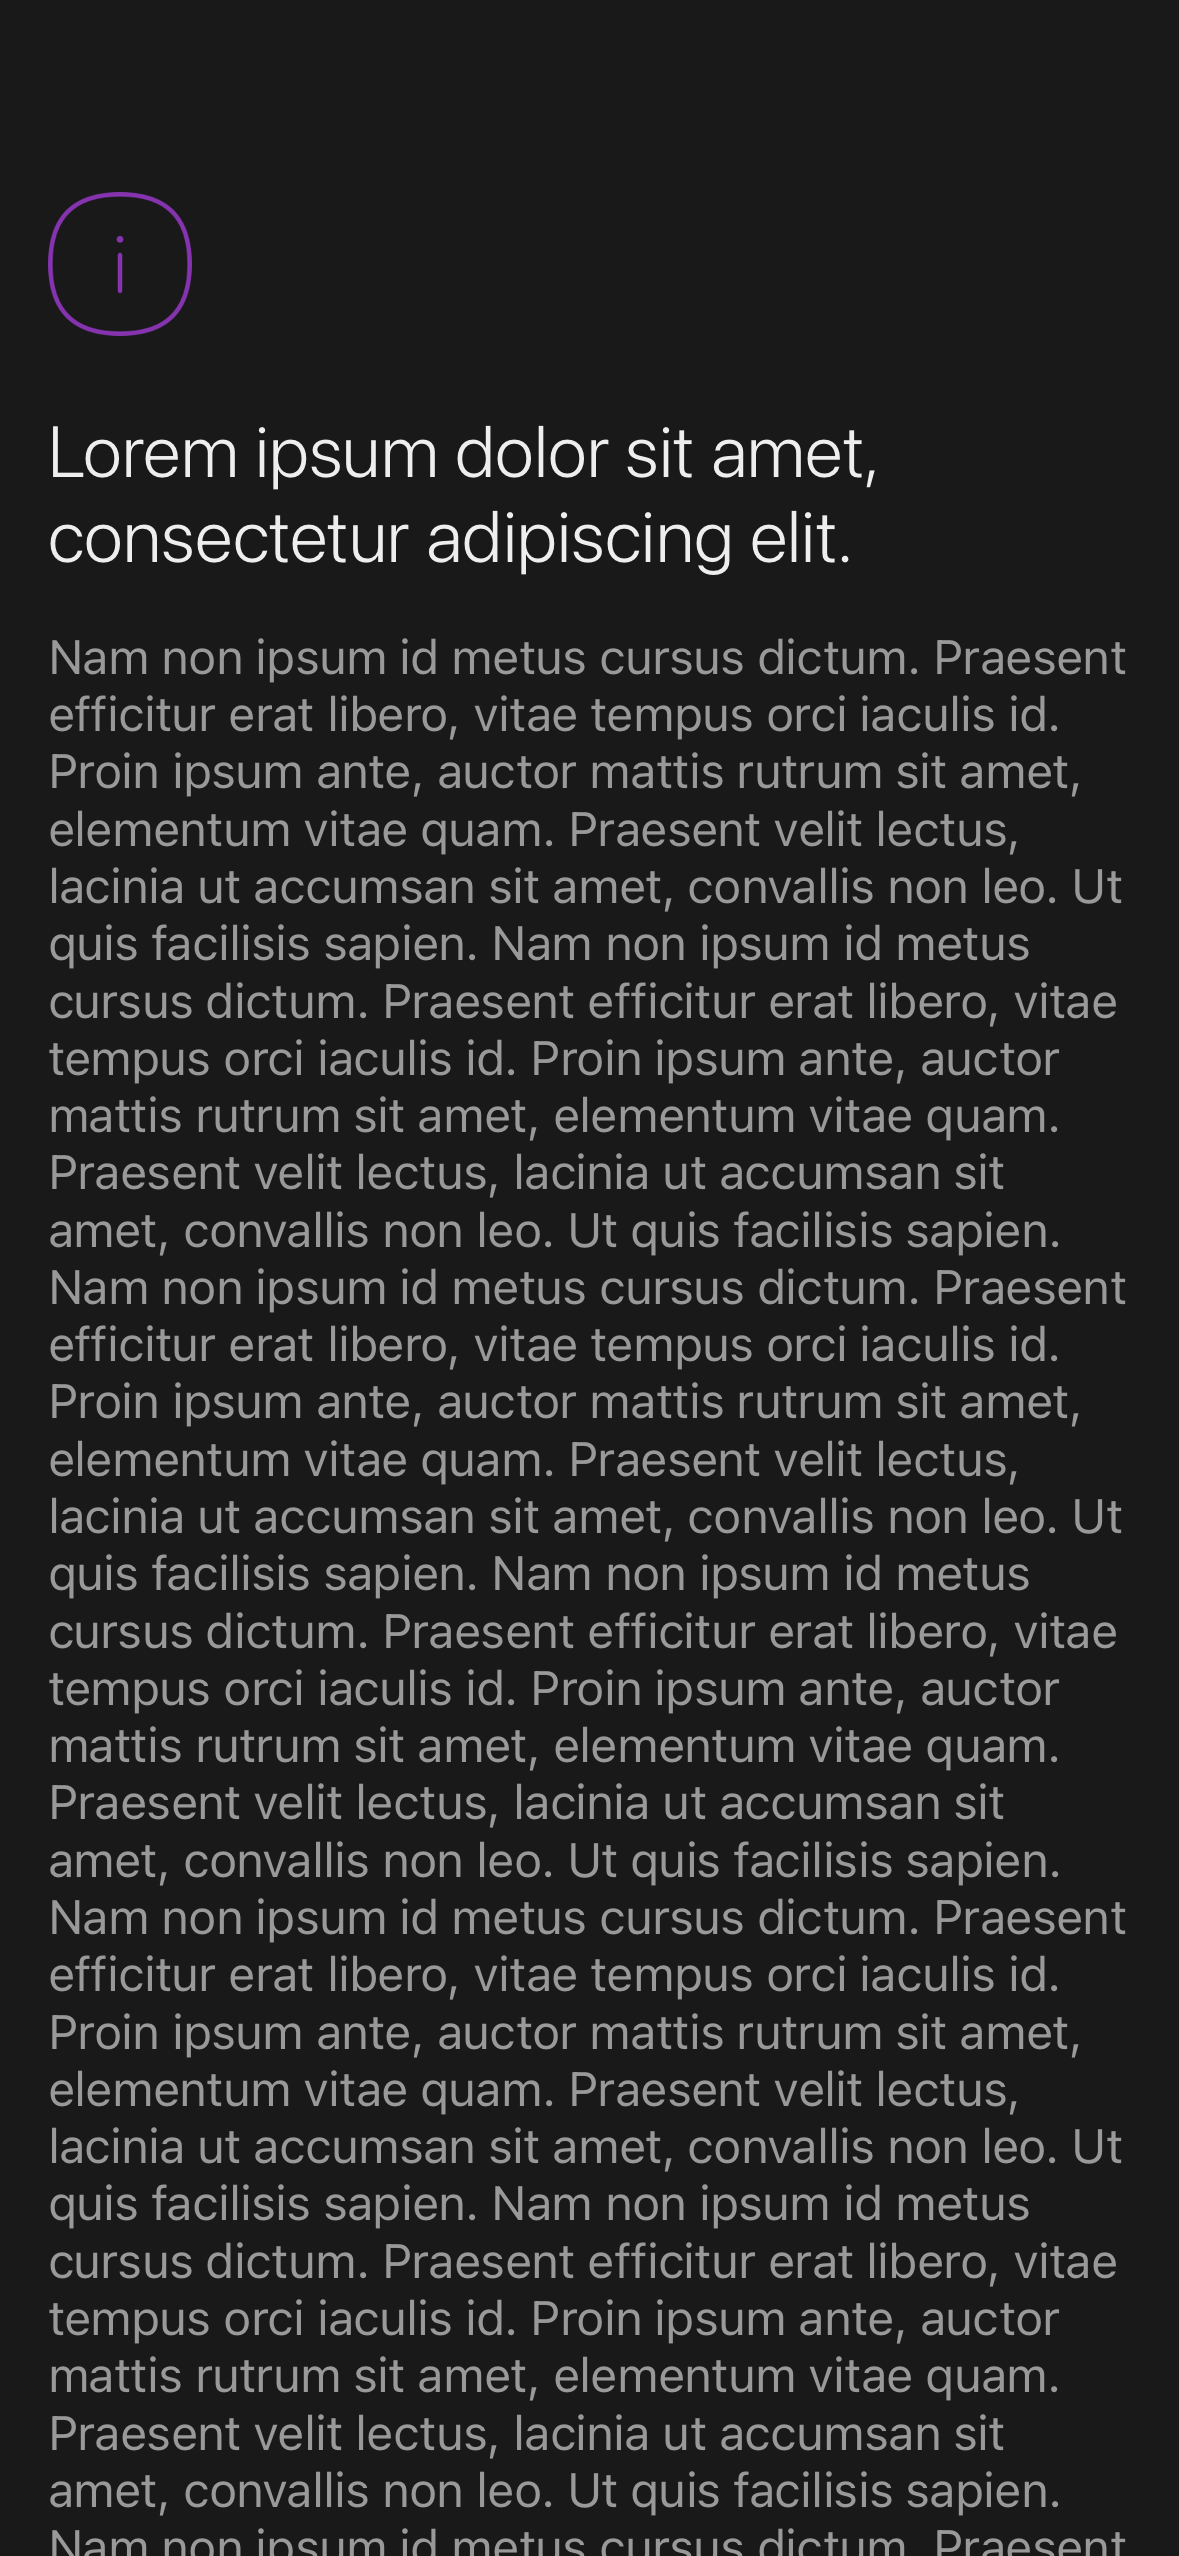 i
Lorem ipsum dolor sit amet,
consectetur adipiscing elit.
Nam non ipsum id metus cursus dictum. Praesent
efficitur erat libero, vitae tempus orci iaculis id.
Proin ipsum ante, auctor mattis rutrum sit amet,
elementum vitae quam. Praesent velit lectus,
lacinia ut accumsan sit amet, convallis non leo. Ut
quis facilisis sapien. Nam non ipsum id metus
cursus dictum. Praesent efficitur erat libero, vitae
tempus orci iaculis id. Proin ipsum ante, auctor
mattis rutrum sit amet, elementum vitae quam.
Praesent velit lectus, lacinia ut accumsan sit
amet, convallis non leo. Ut quis facilisis sapien.
Nam non ipsum id metus cursus dictum. Praesent
efficitur erat libero, vitae tempus orci iaculis id.
Proin ipsum ante, auctor mattis rutrum sit amet,
elementum vitae quam. Praesent velit lectus,
lacinia ut accumsan sit amet, convallis non leo. Ut
quis facilisis sapien. Nam non ipsum id metus
cursus dictum. Praesent efficitur erat libero, vitae
tempus orci iaculis id. Proin ipsum ante, auctor
mattis rutrum sit amet, elementum vitae quam.
Praesent velit lectus, lacinia ut accumsan sit
amet, convallis non leo. Ut quis facilisis sapien.
Nam non ipsum id metus cursus dictum. Praesent
efficitur erat libero, vitae tempus orci iaculis id.
Proin ipsum ante, auctor mattis rutrum sit amet,
elementum vitae quam. Praesent velit lectus,
lacinia ut accumsan sit amet, convallis non leo. Ut
quis facilisis sapien. Nam non ipsum id metus
cursus dictum. Praesent efficitur erat libero, vitae
tempus orci iaculis id. Proin ipsum ante, auctor
mattis rutrum sit amet, elementum vitae quam.
Praesent velit lectus, lacinia ut accumsan sit
amet, convallis non leo. Ut quis facilisis sapien.
Nam non ipsum id metus cursus dictum. Praesent